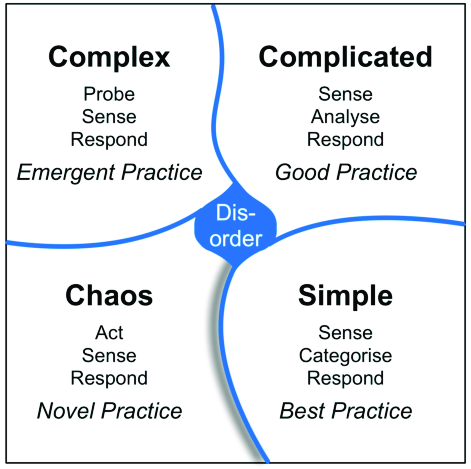 Complex
Probe
Sense
Respond
Emergent Practice
Complicated
Sense
Analyse
Respond
Good Practice
Dis-
order
Chaos
Act
Sense
Respond
Novel Practice
Simple
Sense
Categorise
Respond
Best Practice